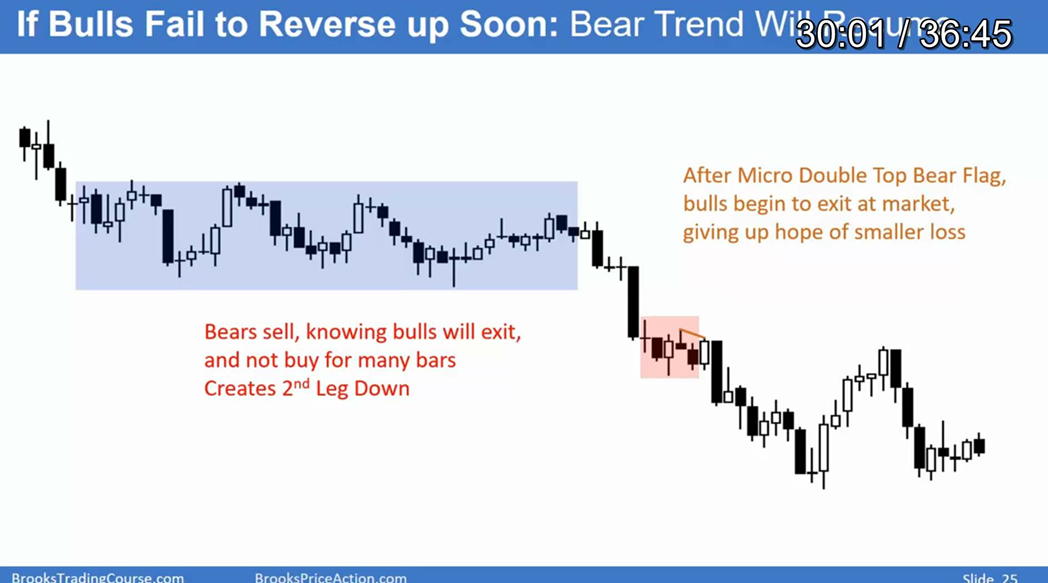 If Bulls Fail to Reverse up Soon: Bear Trend Will
30:01 / 36:45
After Micro Double Top Bear Flag,
bulls begin to exit at market,
giving up hope of smaller loss
Bears sell, knowing bulls will exit,
and not buy for many bars
Creates 2nd Leg Down
BrooksTradingCourse.com
BrooksPriceAction.com
Slide 25